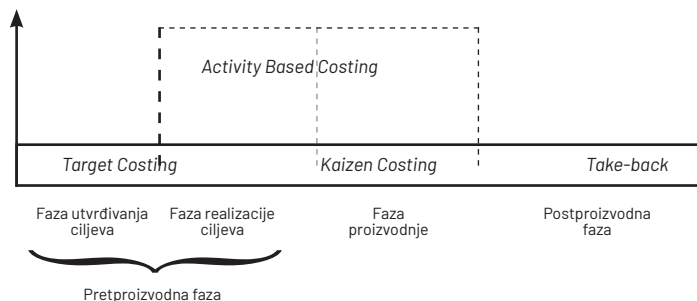 Activity Based Costing
Target Costing
Kaizen Costing
Take-back
Faza utvrđivanja
ciljeva
Faza realizacije
ciljeva
Faza
proizvodnje
Postproizvodna
faza
Pretproizvodna faza